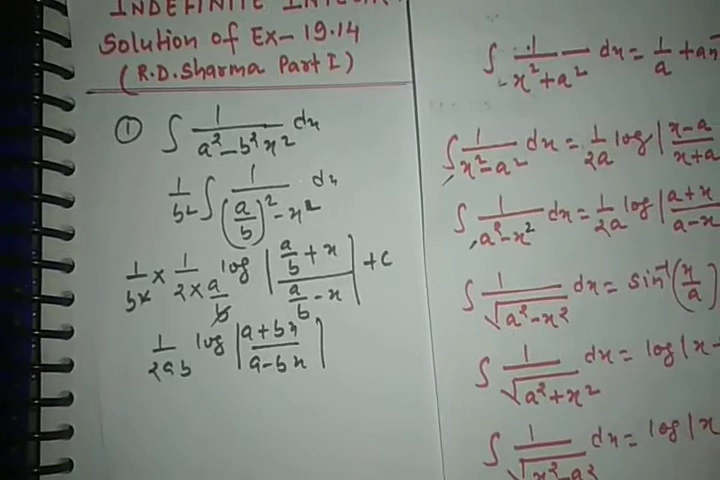 INDEFINITE INTEGR
Solution of Ex-19.14
(R.D.Sharma Part I)
① ∫ 1/(a²-b²x²) dx
1/b² ∫ 1/((a/b)²-x²) dx
1/b² × 1/(2×a/b) log |(a/b+x)/(a/b-x)| +c
1/2ab log |(a+bx)/(a-bx)|
∫ 1/(x²+a²) dx = 1/a tan
∫ 1/(x²-a²) dx = 1/2a log |(x-a)/(x+a)
∫ 1/(a²-x²) dx = 1/2a log |(a+x)/(a-x)
∫ 1/√(a²-x²) dx = sin⁻¹(x/a)
∫ 1/√(a²+x²) dx = log |x+
∫ 1/√(x²-a²) dx = log |x